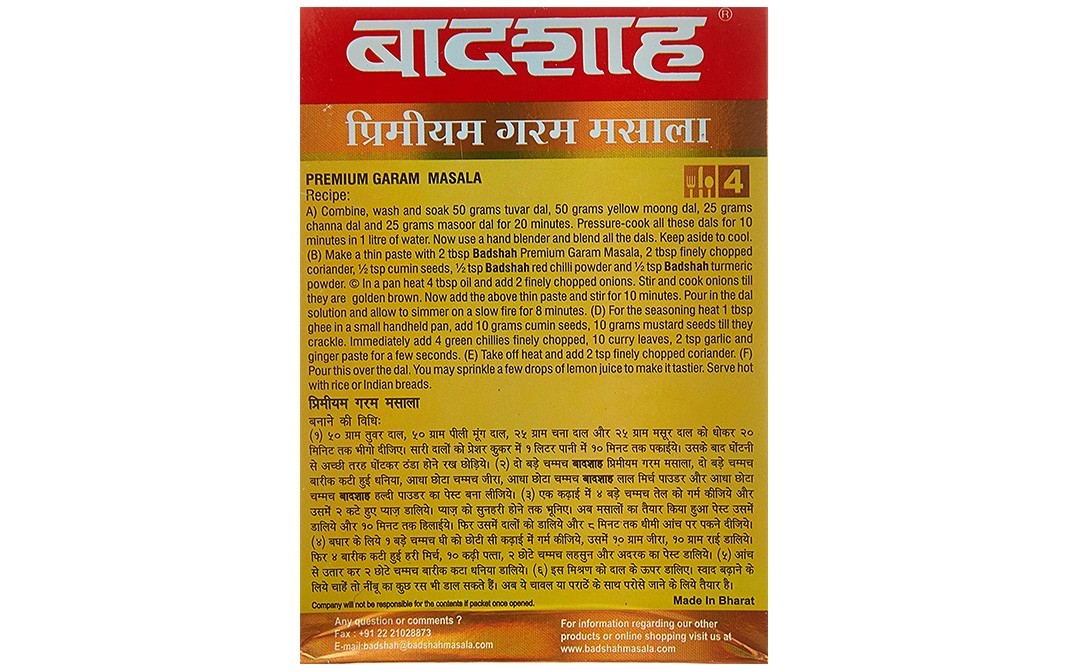 बादशाह ®
प्रिमीयम गरम मसाला
PREMIUM GARAM MASALA
4
Recipe:
A) Combine, wash and soak 50 grams tuvar dal, 50 grams yellow moong dal, 25 grams
channa dal and 25 grams masoor dal for 20 minutes. Pressure-cook all these dals for 10
minutes in 1 litre of water. Now use a hand blender and blend all the dals. Keep aside to cool.
(B) Make a thin paste with 2 tbsp Badshah Premium Garam Masala, 2 tbsp finely chopped
coriander, ½ tsp cumin seeds, ½ tsp Badshah red chilli powder and ½ tsp Badshah turmeric
powder. © In a pan heat 4 tbsp oil and add 2 finely chopped onions. Stir and cook onions till
they are golden brown. Now add the above thin paste and stir for 10 minutes. Pour in the dal
solution and allow to simmer on a slow fire for 8 minutes. (D) For the seasoning heat 1 tbsp
ghee in a small handheld pan, add 10 grams cumin seeds, 10 grams mustard seeds till they
crackle. Immediately add 4 green chillies finely chopped, 10 curry leaves, 2 tsp garlic and
ginger paste for a few seconds. (E) Take off heat and add 2 tsp finely chopped coriander. (F)
Pour this over the dal. You may sprinkle a few drops of lemon juice to make it tastier. Serve hot
with rice or Indian breads.
प्रिमीयम गरम मसाला
बनाने की विधि:
(१) ५० ग्राम तुवर दाल, ५० ग्राम पीली मूंग दाल, २५ ग्राम चना दाल और २५ ग्राम मसूर दाल को धोकर २०
मिनिट तक भीगो दीजिए। सारी दालों को प्रेशर कुकर में १ लिटर पानी में १० मिनट तक पकाईये। उसके बाद घोंटनी
से अच्छी तरह घोंटकर ठंडा होने रख छोड़िये। (२) दो बड़े चम्मच बादशाह प्रिमीयम गरम मसाला, दो बड़े चम्मच
बारीक कटी हुई धनिया, आधा छोटा चम्मच जीरा, आधा छोटा चम्मच बादशाह लाल मिर्च पाउडर और आधा छोटा
चम्मच बादशाह हल्दी पाउडर का पेस्ट बना लीजिये। (३) एक कढ़ाई में ४ बड़े चम्मच तेल को गर्म कीजिये और
उसमें २ कटे हुए प्याज़ डालिये। प्याज़ को सुनहरी होने तक भूनिए। अब मसालों का तैयार किया हुआ पेस्ट उसमें
डालिये और १० मिनट तक हिलाईये। फिर उसमें दालों को डालिये और ८ मिनट तक धीमी आंच पर पकने दीजिये।
(४) बघार के लिये १ बड़े चम्मच घी को छोटी सी कढ़ाई में गर्म कीजिये, उसमें १० ग्राम जीरा, १० ग्राम राई डालिये।
फिर ४ बारीक कटी हुई हरी मिर्च, १० कढ़ी पत्ता, २ छोटे चम्मच लहसुन और अदरक का पेस्ट डालिये। (५) आंच
से उतार कर २ छोटे चम्मच बारीक कटा धनिया डालिये। (६) इस मिश्रण को दाल के ऊपर डालिए। स्वाद बढ़ाने के
लिये चाहें तो नींबू का कुछ रस भी डाल सकते हैं। अब ये चावल या पराठें के साथ परोसे जाने के लिये तैयार है।
Company will not be responsible for the contents if packet once opened.
Made In Bharat
Any question or comments ?
Fax : +91 22 21028873
E-mail:badshah@badshahmasala.com
For information regarding our other
products or online shopping visit us at
www.badshahmasala.com